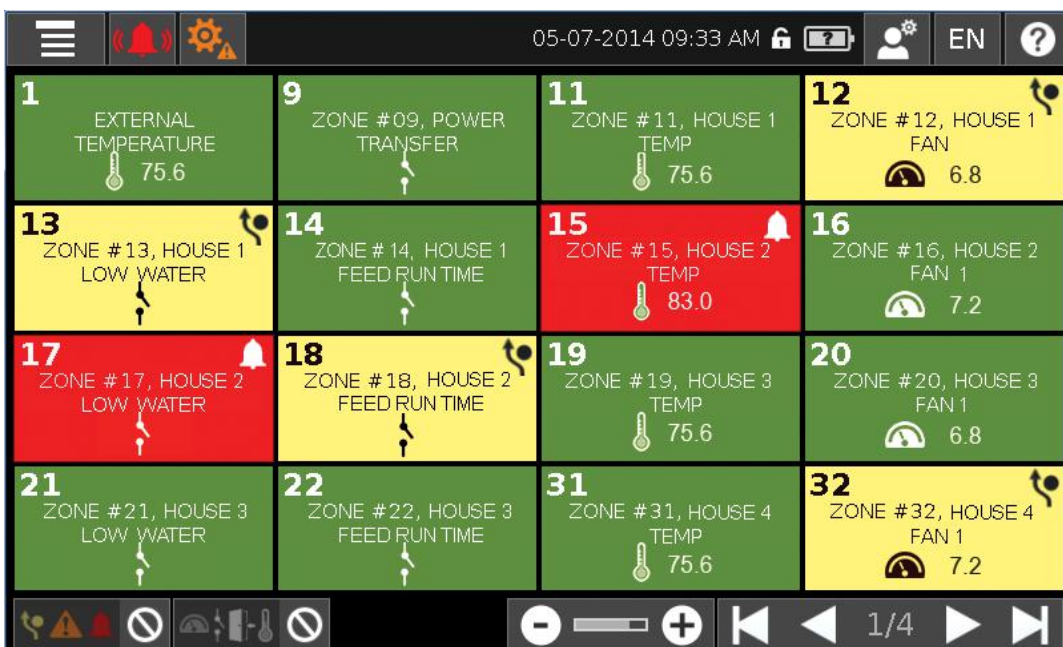 05-07-2014 09:33 AM
EN
?
1
EXTERNAL
TEMPERATURE
75.6
9
ZONE #09, POWER
TRANSFER
11
ZONE #11, HOUSE 1
TEMP
75.6
12
ZONE #12, HOUSE 1
FAN
6.8
13
ZONE #13, HOUSE 1
LOW WATER
14
ZONE #14, HOUSE 1
FEED RUN TIME
15
ZONE #15, HOUSE 2
TEMP
83.0
16
ZONE #16, HOUSE 2
FAN 1
7.2
17
ZONE #17, HOUSE 2
LOW WATER
18
ZONE #18, HOUSE 2
FEED RUN TIME
19
ZONE #19, HOUSE 3
TEMP
75.6
20
ZONE #20, HOUSE 3
FAN 1
6.8
21
ZONE #21, HOUSE 3
LOW WATER
22
ZONE #22, HOUSE 3
FEED RUN TIME
31
ZONE #31, HOUSE 4
TEMP
75.6
32
ZONE #32, HOUSE 4
FAN 1
7.2
1/4